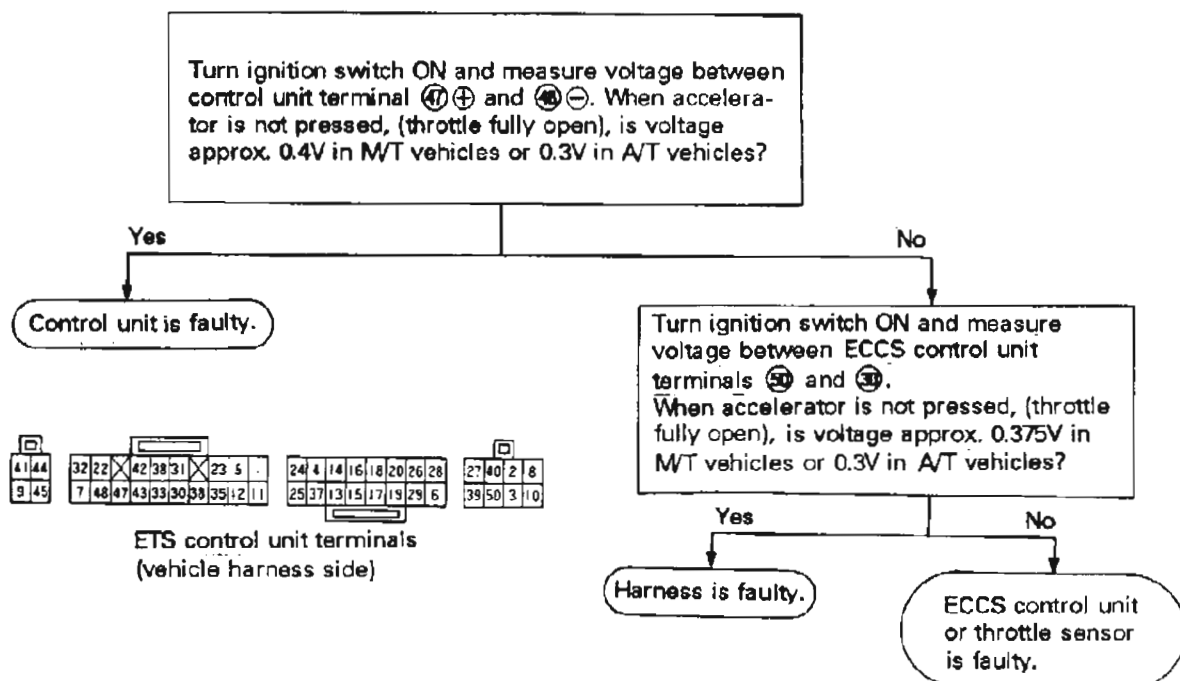 Turn ignition switch ON and measure voltage between
control unit terminal 47 ⊕ and 48 ⊖. When accelera-
tor is not pressed, (throttle fully open), is voltage
approx. 0.4V in M/T vehicles or 0.3V in A/T vehicles?
Yes
No
Control unit is faulty.
Turn ignition switch ON and measure
voltage between ECCS control unit
terminals 50 and 30.
When accelerator is not pressed, (throttle
fully open), is voltage approx. 0.375V in
M/T vehicles or 0.3V in A/T vehicles?
41 44
9 45
32 22 42 38 31 23 5
7 48 47 43 33 30 38 35 12 11
24 4 14 16 18 20 26 28
25 37 13 15 17 19 29 6
27 40 2 8
39 50 3 10
ETS control unit terminals
(vehicle harness side)
Yes
No
Harness is faulty.
ECCS control unit
or throttle sensor
is faulty.